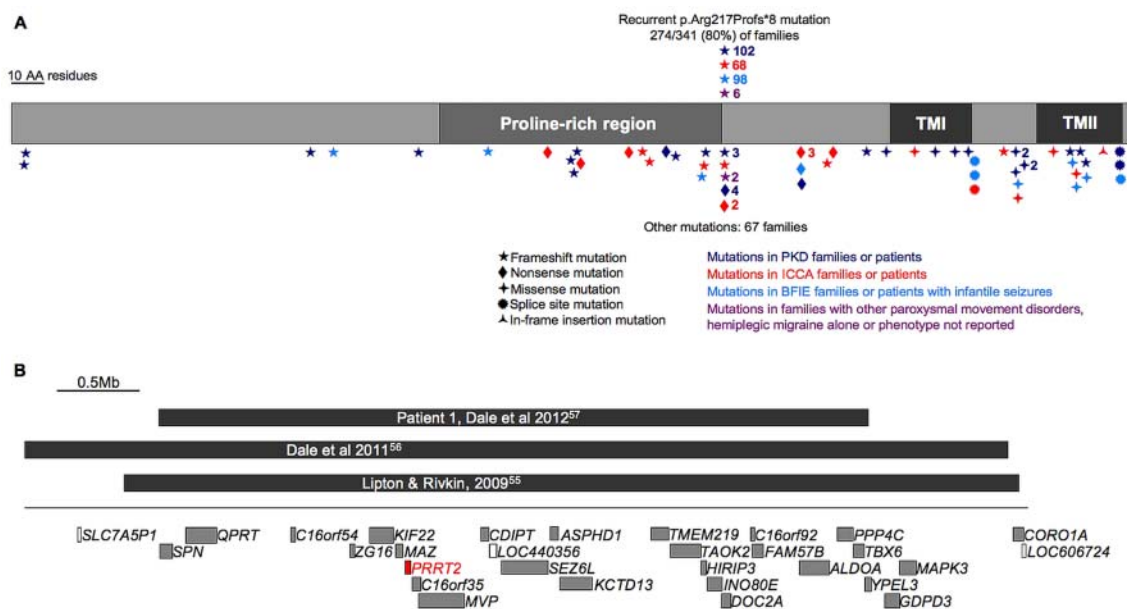 A
Recurrent p.Arg217Profs*8 mutation
274/341 (80%) of families
102
68
98
6
10 AA residues
Proline-rich region
TMI
TMII
3
3
2
2
2
4
2
Other mutations: 67 families
Frameshift mutation
Nonsense mutation
Missense mutation
Splice site mutation
In-frame insertion mutation
Mutations in PKD families or patients
Mutations in ICCA families or patients
Mutations in BFIE families or patients with infantile seizures
Mutations in families with other paroxysmal movement disorders,
hemiplegic migraine alone or phenotype not reported
B
0.5Mb
Patient 1, Dale et al 201257
Dale et al 201156
Lipton & Rivkin, 200955
SLC7A5P1 QPRT C16orf54 KIF22 CDIPT ASPHD1 TMEM219 C16orf92 PPP4C CORO1A
SPN ZG16 MAZ LOC440356 TAOK2 FAM57B TBX6 LOC606724
PRRT2 SEZ6L HIRIP3 ALDOA MAPK3
C16orf35 KCTD13 INO80E YPEL3
MVP DOC2A GDPD3